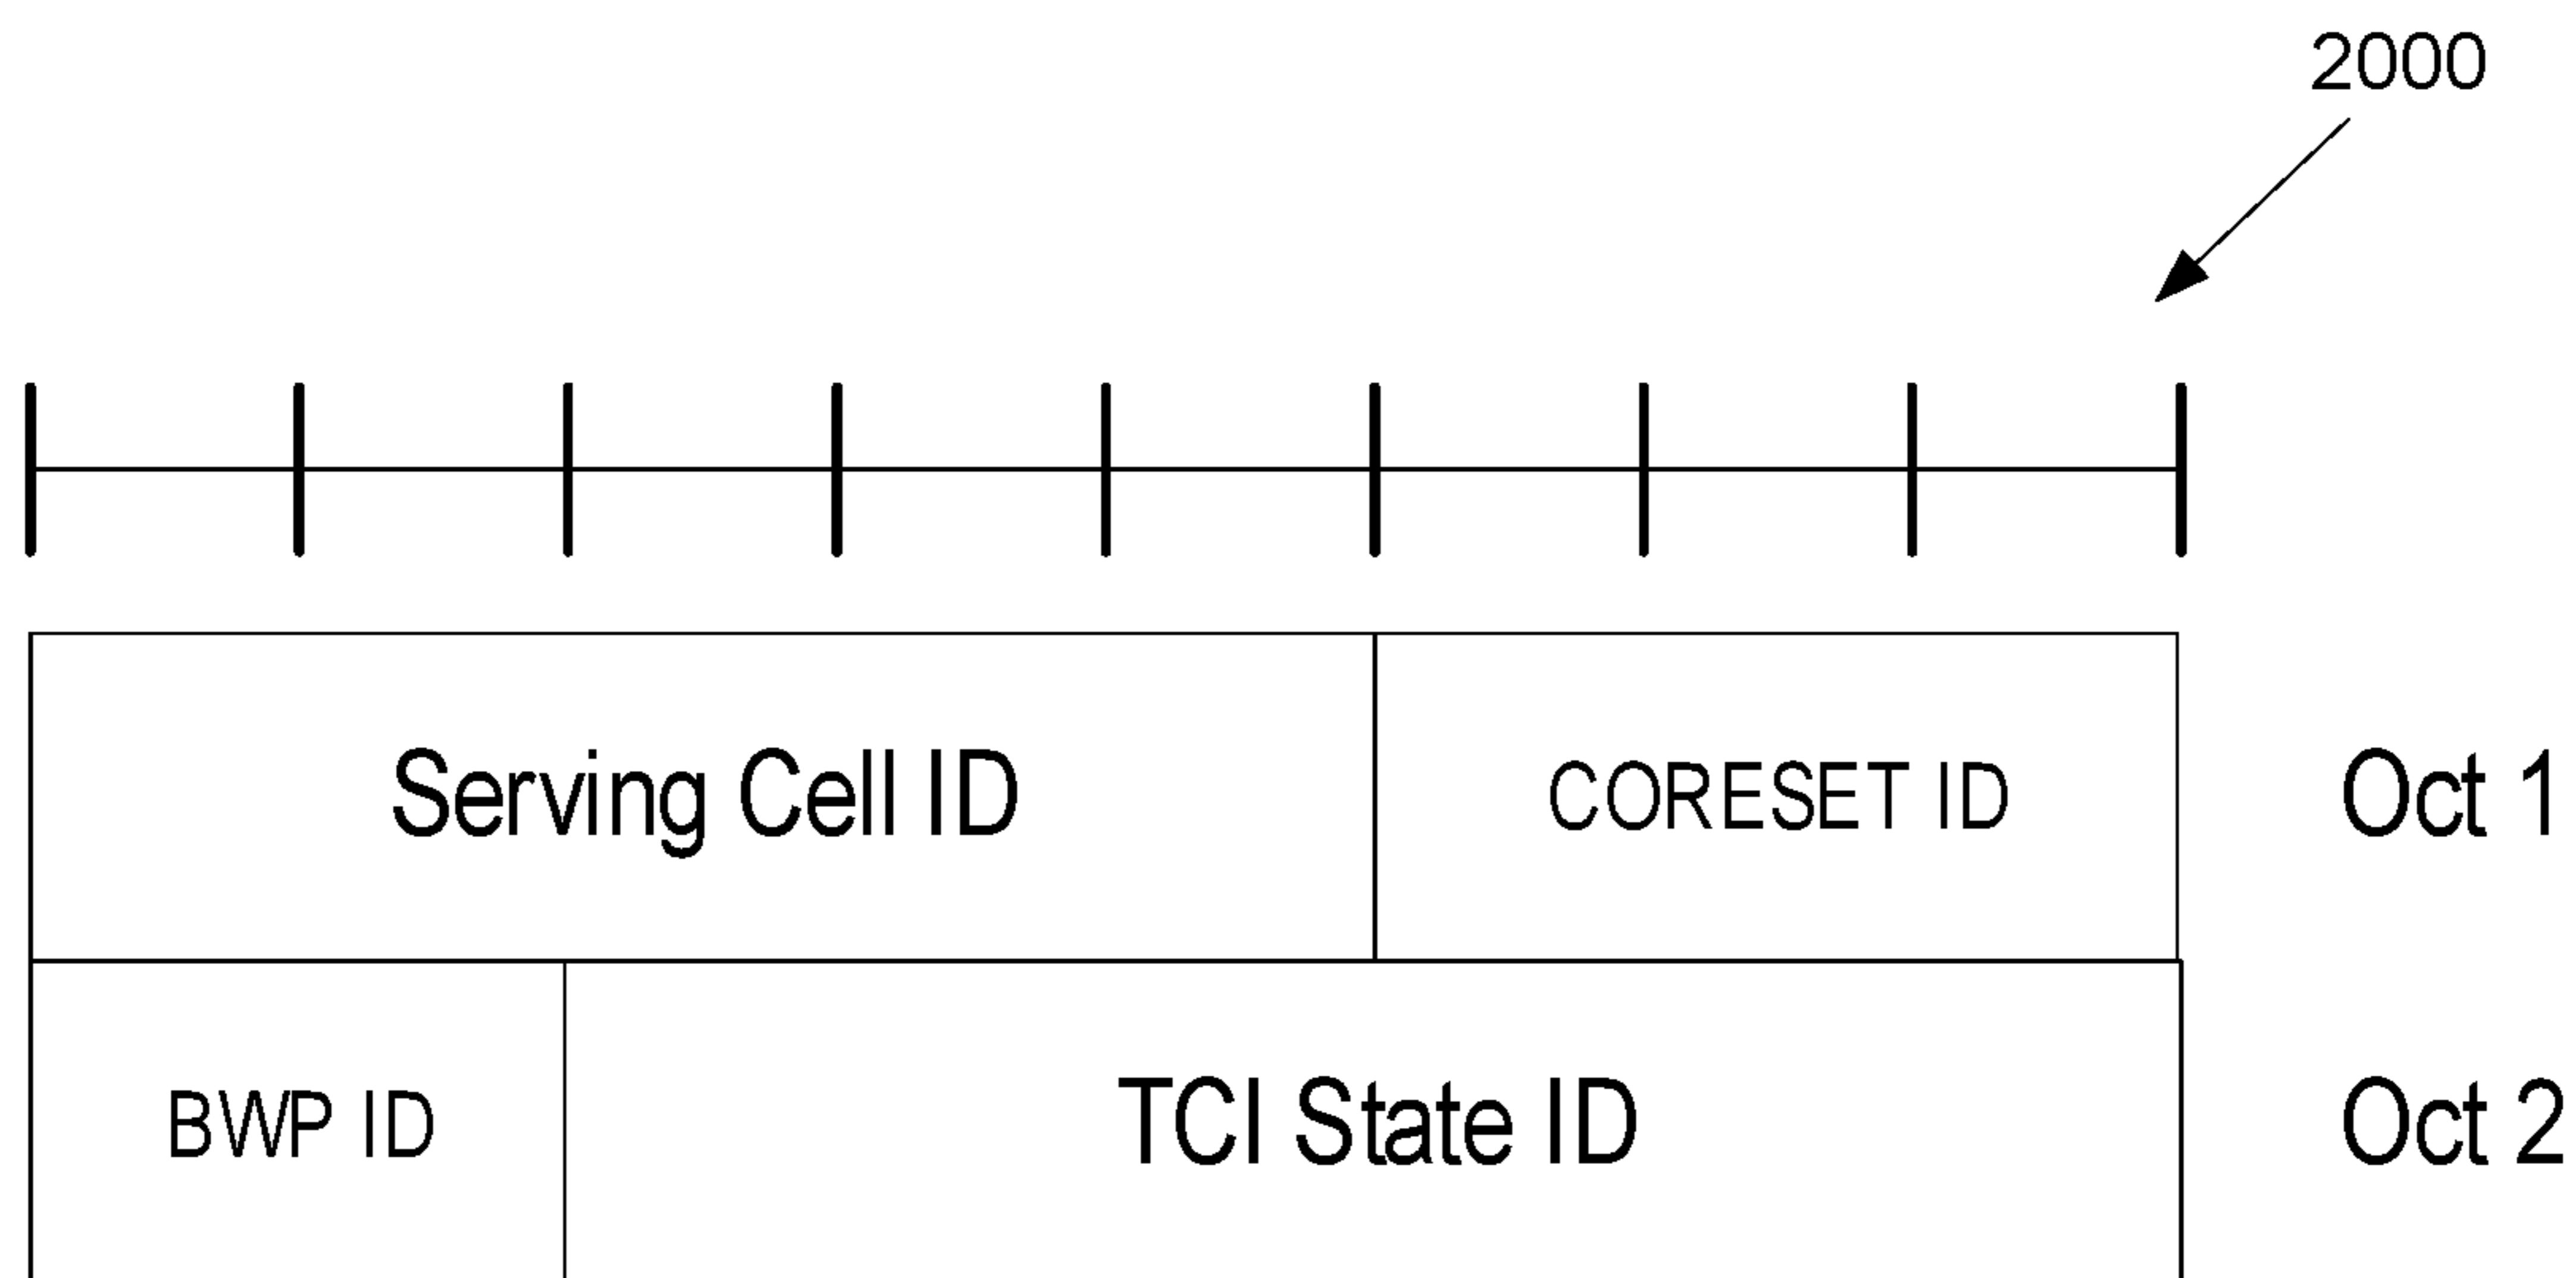 2000
Serving Cell ID CORESET ID Oct 1
BWP ID TCI State ID Oct 2